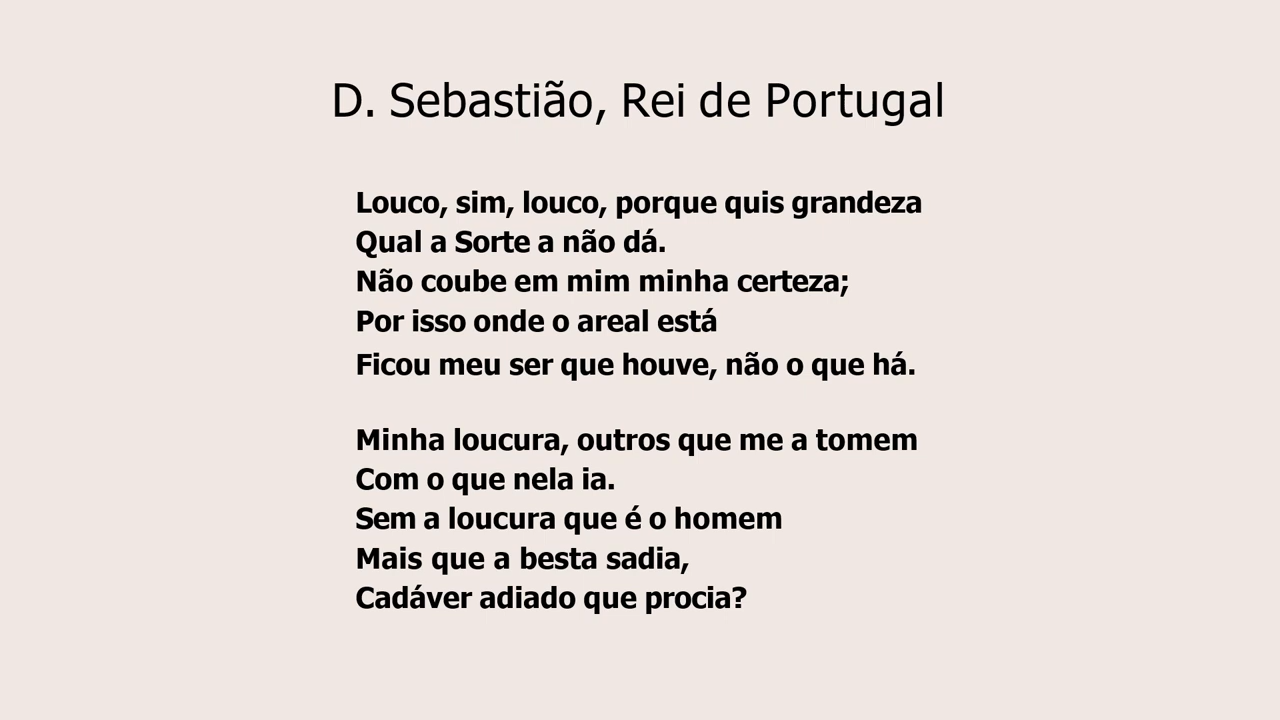 D. Sebastião, Rei de Portugal
Louco, sim, louco, porque quis grandeza
Qual a Sorte a não dá.
Não coube em mim minha certeza;
Por isso onde o areal está
Ficou meu ser que houve, não o que há.
Minha loucura, outros que me a tomem
Com o que nela ia.
Sem a loucura que é o homem
Mais que a besta sadia,
Cadáver adiado que procia?